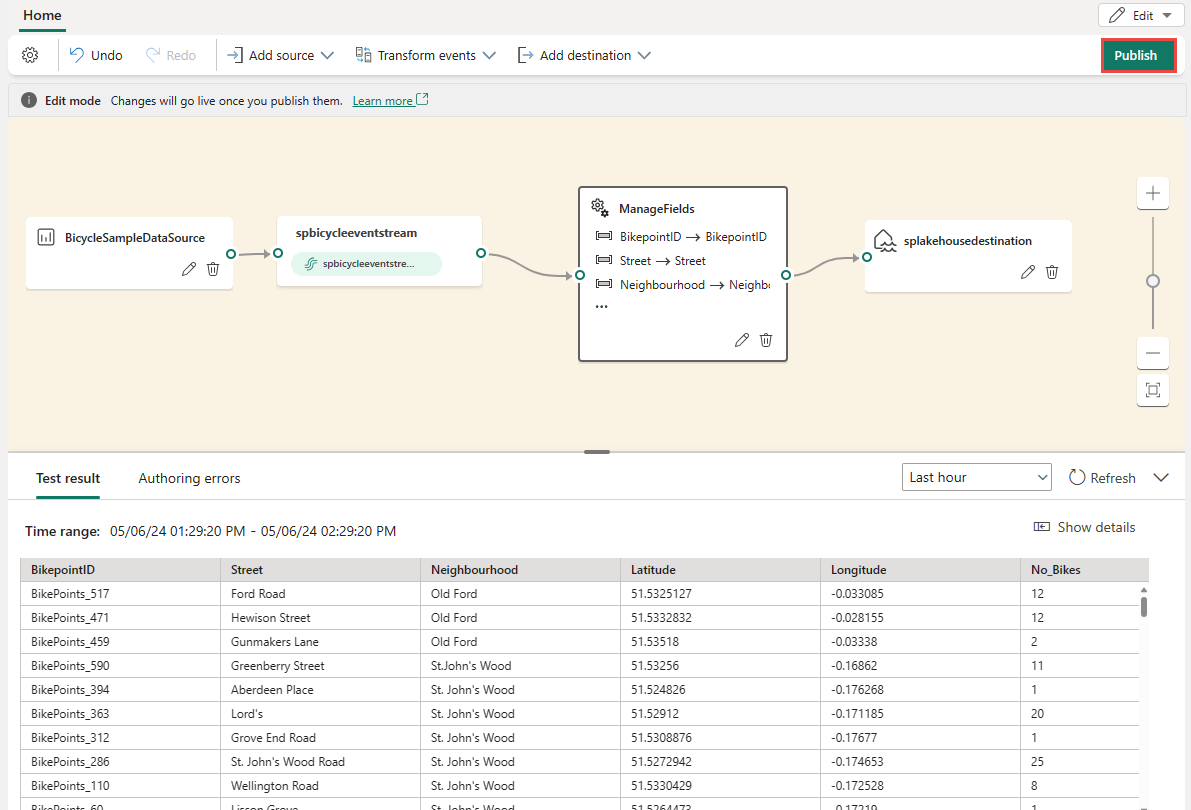 Home
Edit
Undo
Redo
Add source
Transform events
Add destination
Publish
Edit mode Changes will go live once you publish them. Learn more
BicycleSampleDataSource
spbicycleeventstream
spbicycleeventstre...
ManageFields
BikepointID → BikepointID
Street → Street
Neighbourhood → Neighbo
...
splakehousedestination
Test result
Authoring errors
Last hour
Refresh
Time range: 05/06/24 01:29:20 PM - 05/06/24 02:29:20 PM
Show details
BikepointID Street Neighbourhood Latitude Longitude No_Bikes
BikePoints_517 Ford Road Old Ford 51.5325127 -0.033085 12
BikePoints_471 Hewison Street Old Ford 51.5332832 -0.028155 12
BikePoints_459 Gunmakers Lane Old Ford 51.53518 -0.03338 2
BikePoints_590 Greenberry Street St.John's Wood 51.53256 -0.16862 11
BikePoints_394 Aberdeen Place St. John's Wood 51.524826 -0.176268 1
BikePoints_363 Lord's St. John's Wood 51.52912 -0.171185 20
BikePoints_312 Grove End Road St. John's Wood 51.5308876 -0.17677 1
BikePoints_286 St. John's Wood Road St. John's Wood 51.5272942 -0.174653 25
BikePoints_110 Wellington Road St. John's Wood 51.5330429 -0.172528 8
BikePoints_60 Lisson Grove St. John's Wood 51.5264473 -0.17219 1